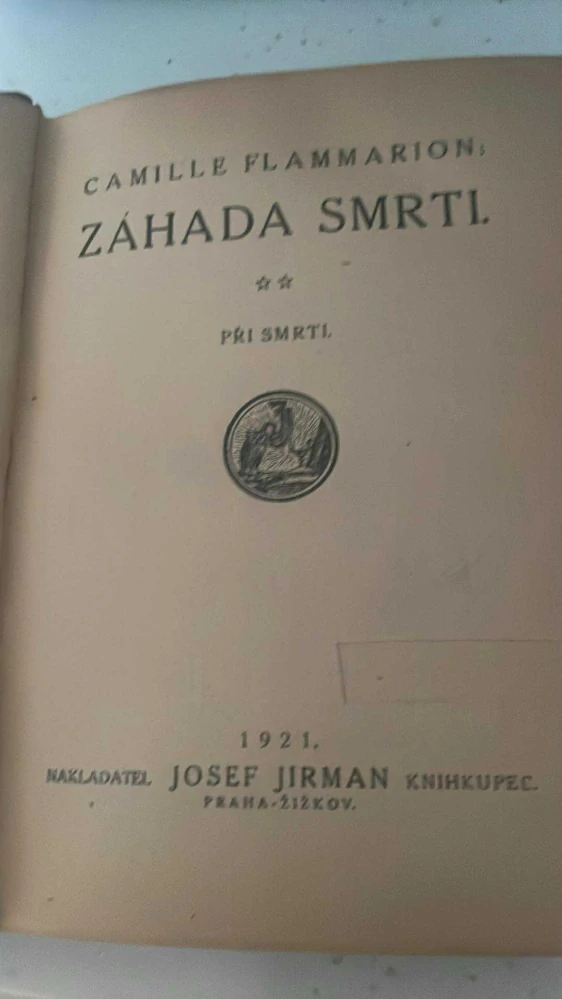 CAMILLE FLAMMARION:
ZÁHADA SMRTI.
☆☆
PŘI SMRTI.
1921.
NAKLADATEL JOSEF JIRMAN KNIHKUPEC.
PRAHA-ŽIŽKOV.